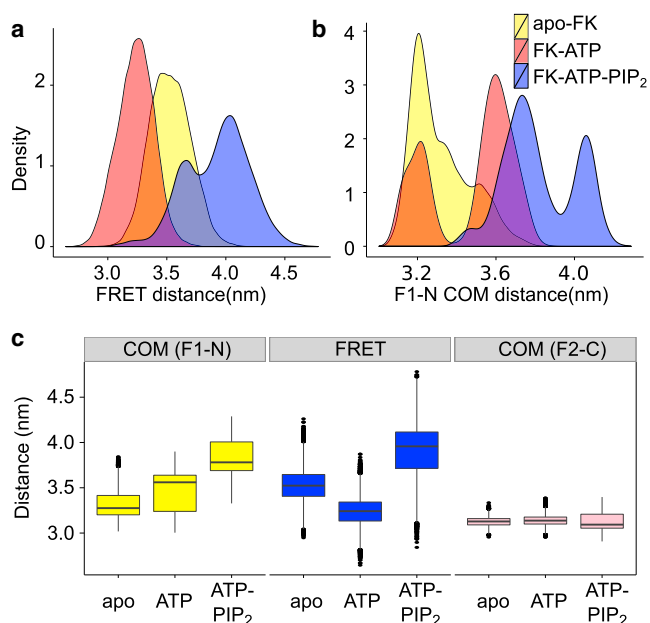 a
b
apo-FK
FK-ATP
FK-ATP-PIP₂
Density
2
1
0
3.0 3.5 4.0 4.5
FRET distance(nm)
4
3
2
1
0
3.2 3.6 4.0
F1-N COM distance(nm)
c
COM (F1-N) FRET COM (F2-C)
Distance (nm)
4.5
4.0
3.5
3.0
apo ATP ATP-PIP₂ apo ATP ATP-PIP₂ apo ATP ATP-PIP₂